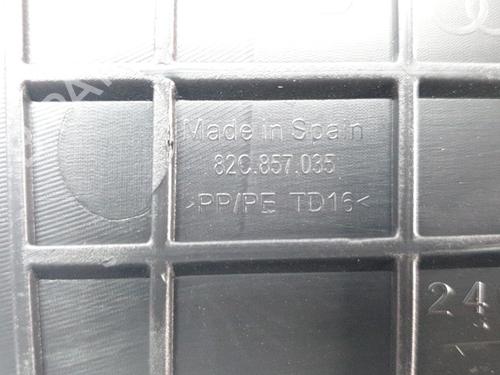 Made in Spain
82C.857.035
>PP/PE TD16<
24